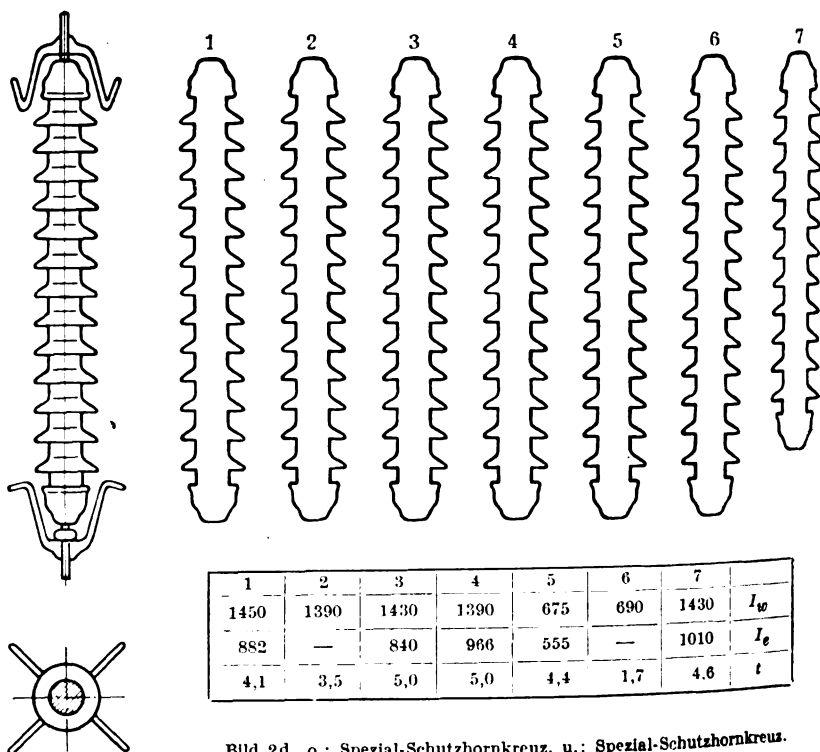 1 2 3 4 5 6 7
1 2 3 4 5 6 7
1450 1390 1430 1390 675 690 1430 I_w
882 — 840 966 555 — 1010 I_e
4,1 3,5 5,0 5,0 4,4 1,7 4.6 t
Bild 2d. o.: Spezial-Schutzhornkreuz, u.: Spezial-Schutzhornkreuz.